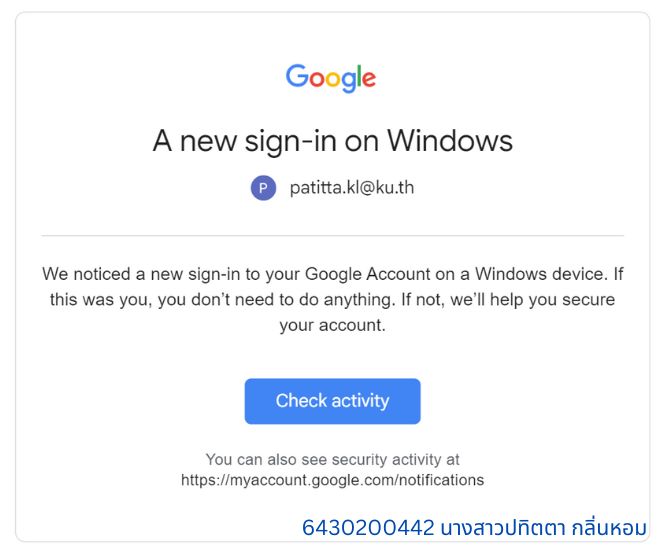 Google
A new sign-in on Windows
P patitta.kl@ku.th
We noticed a new sign-in to your Google Account on a Windows device. If
this was you, you don’t need to do anything. If not, we’ll help you secure
your account.
Check activity
You can also see security activity at
https://myaccount.google.com/notifications
6430200442 นางสาวปทิตตา กลิ่นหอม